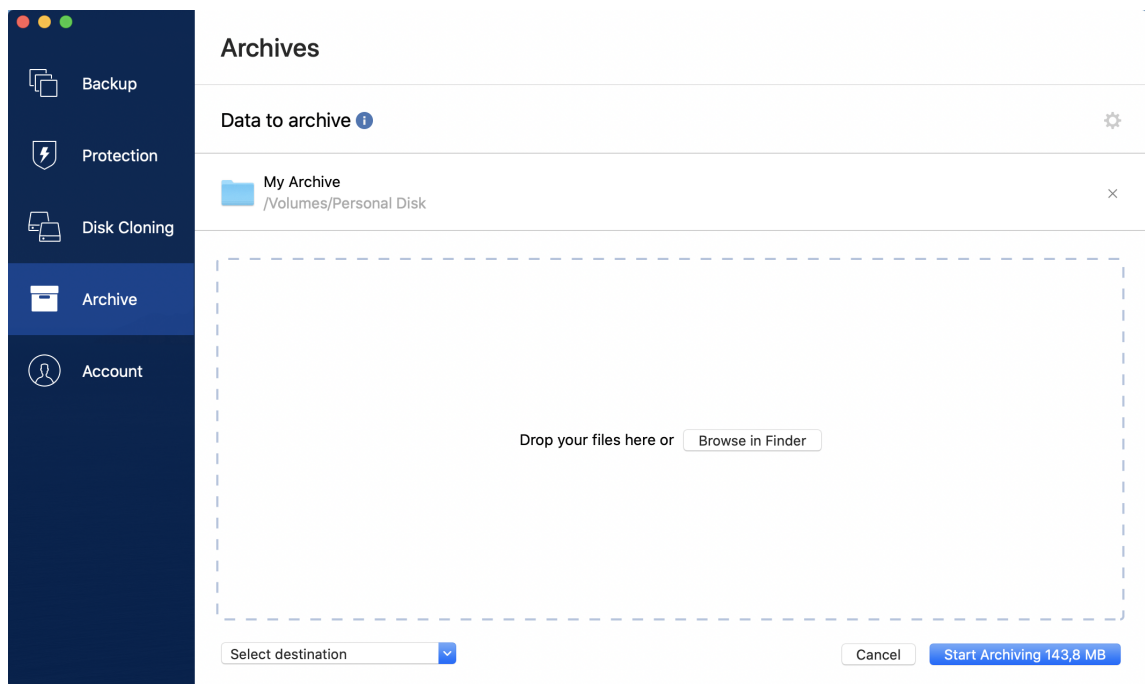 Archives
Backup
Data to archive
Protection
My Archive
/Volumes/Personal Disk
Disk Cloning
Archive
Account
Drop your files here or Browse in Finder
Select destination Cancel Start Archiving 143,8 MB